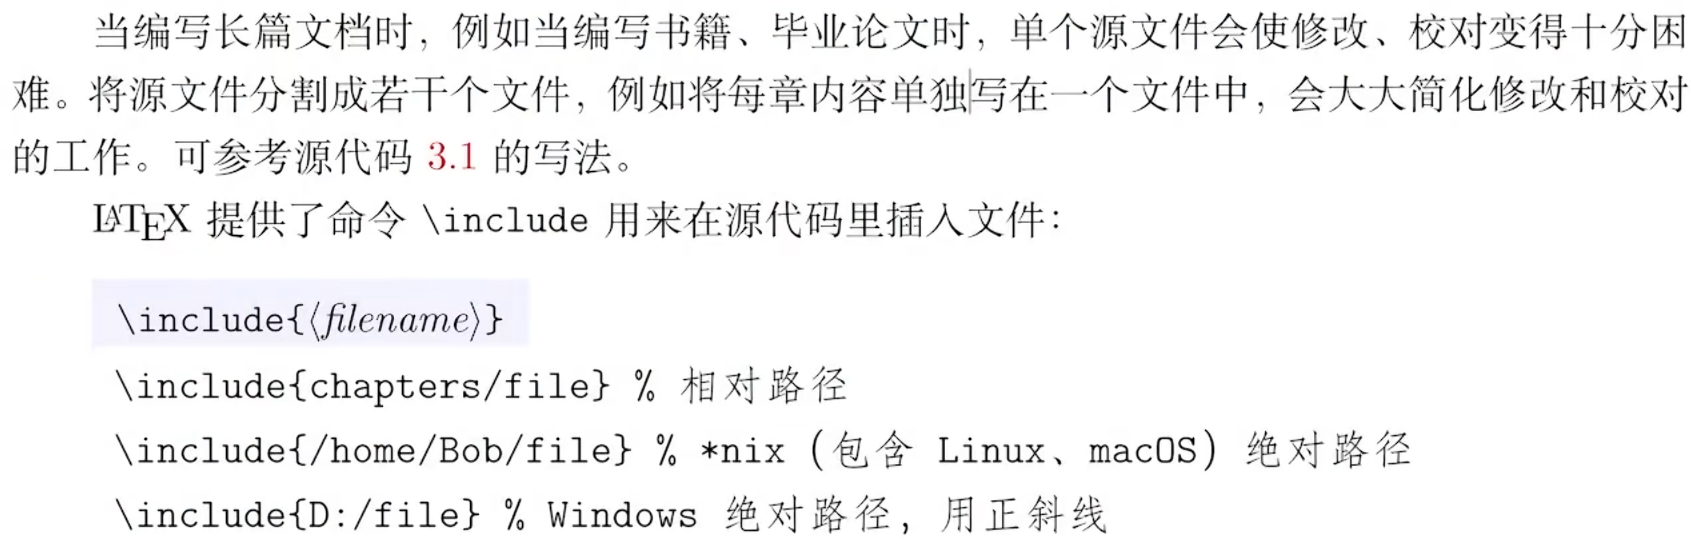 当编写长篇文档时，例如当编写书籍、毕业论文时，单个源文件会使修改、校对变得十分困
难。将源文件分割成若干个文件，例如将每章内容单独写在一个文件中，会大大简化修改和校对
的工作。可参考源代码 3.1 的写法。
LATEX 提供了命令 \include 用来在源代码里插入文件：
\include{⟨filename⟩}
\include{chapters/file} % 相对路径
\include{/home/Bob/file} % *nix（包含 Linux、macOS）绝对路径
\include{D:/file} % Windows 绝对路径，用正斜线